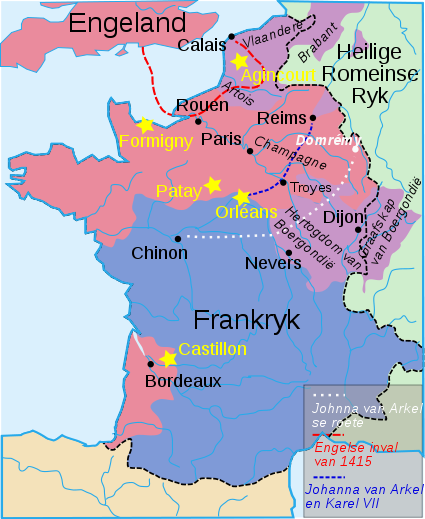 Engeland
Calais
Vlaandere
Brabant
Heilige
Romeinse
Ryk
Agincourt
Artois
Rouen
Reims
Formigny
Paris
Champagne
Domrémy
Patay
Troyes
Orléans
Hertogdom van
Boergondië
Dijon
Graafskap
van Boergondië
Chinon
Nevers
Frankryk
Castillon
Bordeaux
Johnna van Arkel
se roete
Engelse inval
van 1415
Johanna van Arkel
en Karel VII